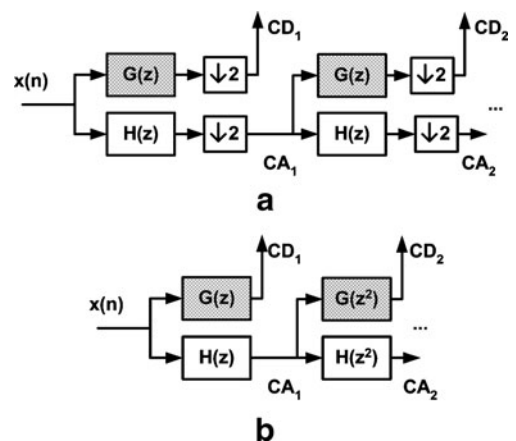 CD₁
CD₂
x(n)
G(z)
↓2
G(z)
↓2
...
H(z)
↓2
H(z)
↓2
CA₁
CA₂
a
CD₁
CD₂
x(n)
G(z)
G(z²)
...
H(z)
H(z²)
CA₁
CA₂
b